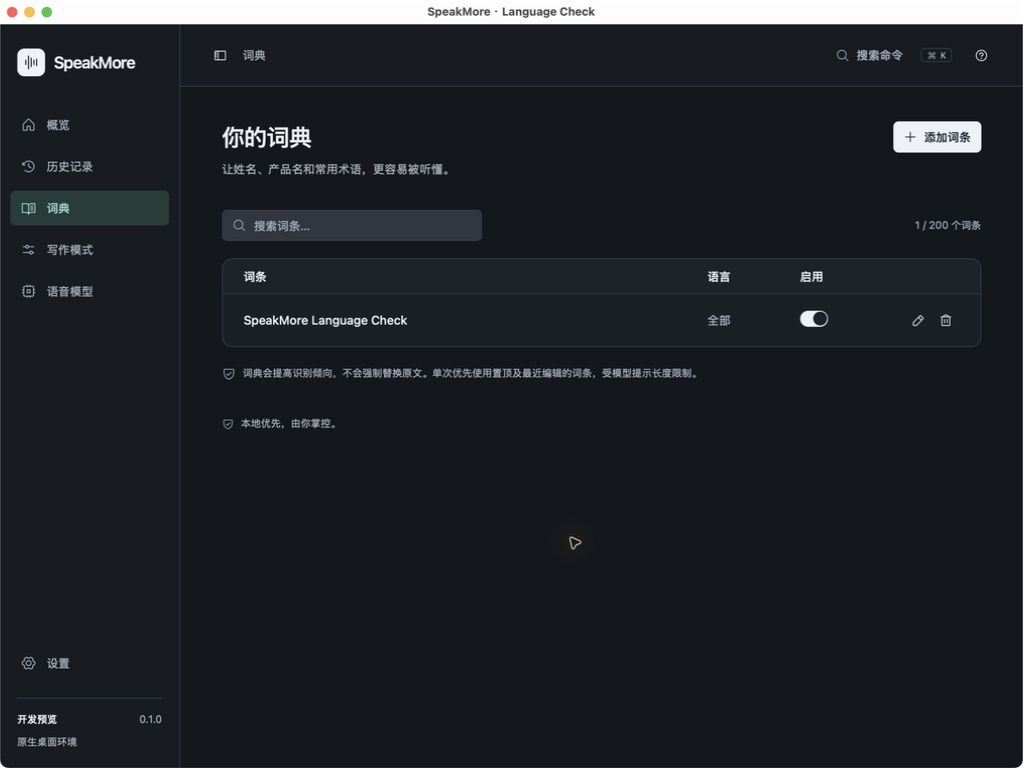 SpeakMore · Language Check
SpeakMore
词典
搜索命令
⌘ K
概览
历史记录
词典
写作模式
语音模型
你的词典
让姓名、产品名和常用术语，更容易被听懂。
添加词条
搜索词条...
1 / 200 个词条
词条 语言 启用
SpeakMore Language Check 全部
词典会提高识别倾向，不会强制替换原文。单次优先使用置顶及最近编辑的词条，受模型提示长度限制。
本地优先，由你掌控。
设置
开发预览 0.1.0
原生桌面环境